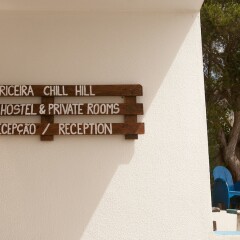 RICEIRA CHILL HILL
HOSTEL & PRIVATE ROOMS
CEPÇÃO / RECEPTION